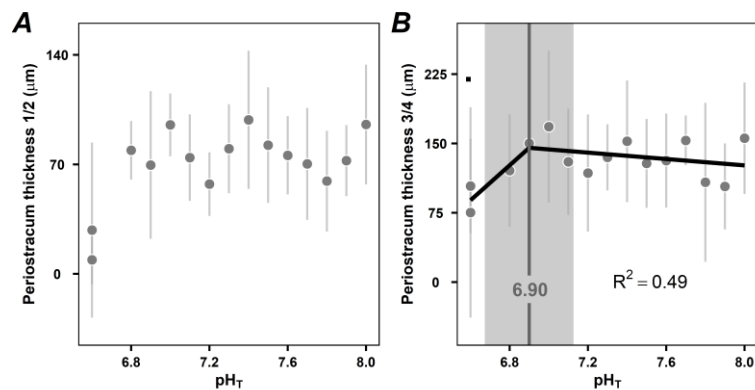 A
B
Periostracum thickness 1/2 (μm)
140
70
0
6.8
7.2
7.6
8.0
pHT
Periostracum thickness 3/4 (μm)
225
150
75
0
6.90
R² = 0.49
6.8
7.2
7.6
8.0
pHT